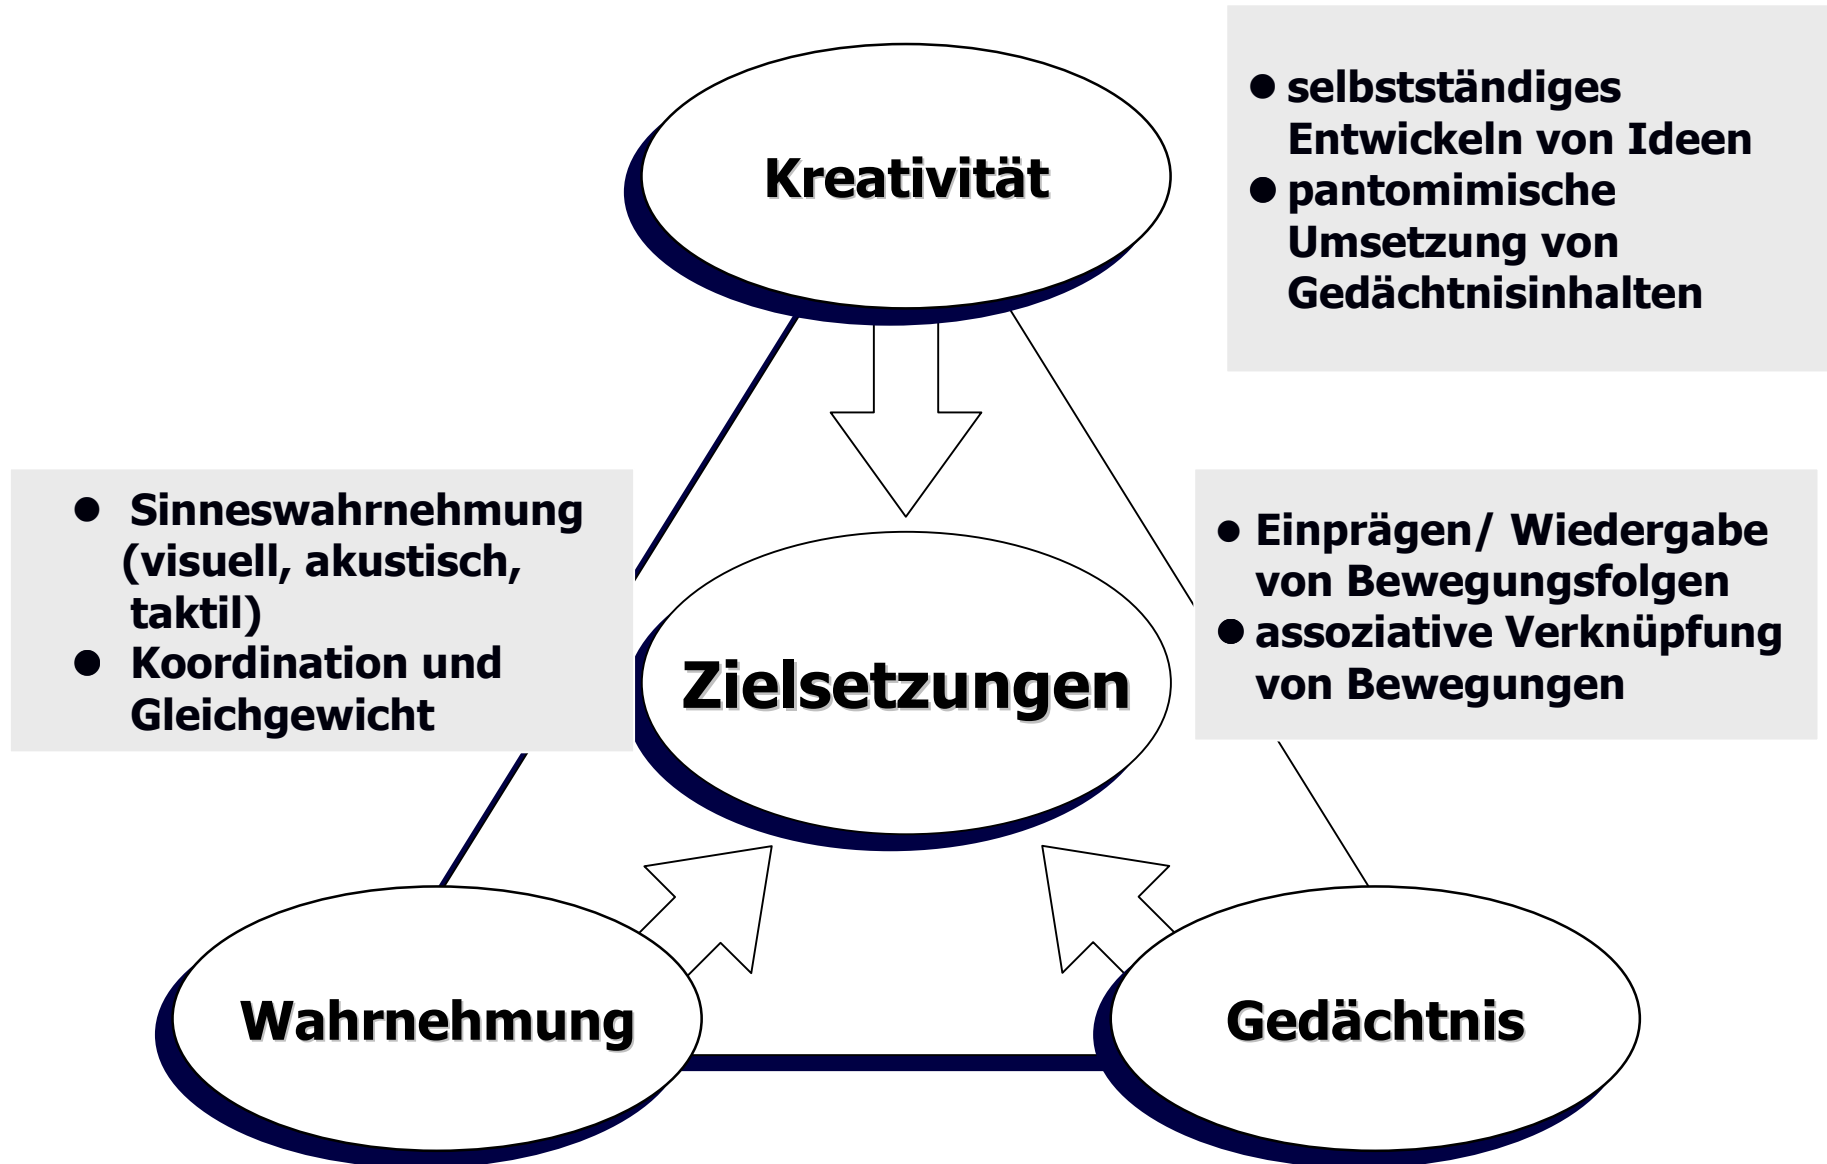 Kreativität
● selbstständiges
Entwickeln von Ideen
● pantomimische
Umsetzung von
Gedächtnisinhalten
● Sinneswahrnehmung
(visuell, akustisch,
taktil)
● Koordination und
Gleichgewicht
Zielsetzungen
● Einprägen/ Wiedergabe
von Bewegungsfolgen
● assoziative Verknüpfung
von Bewegungen
Wahrnehmung
Gedächtnis